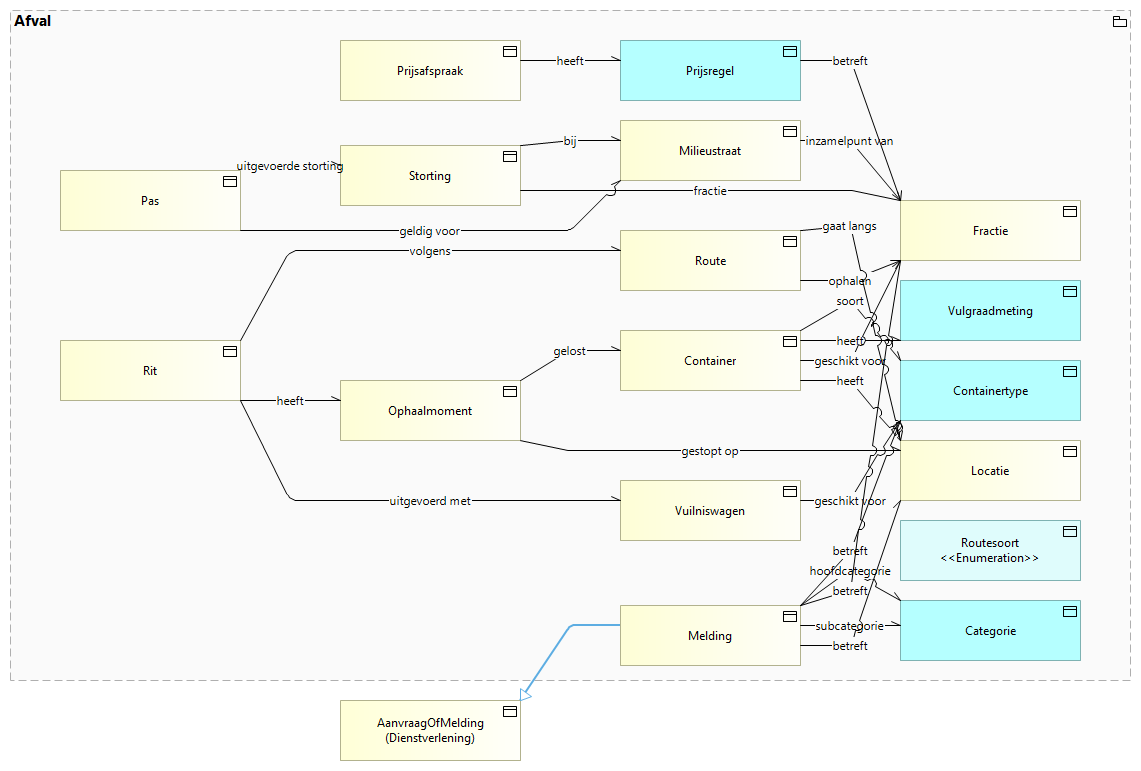 Afval
Prijsafspraak
heeft
Prijsregel
betreft
Storting
bij
Milieustraat
inzamelpunt van
uitgevoerde storting
Pas
fractie
Fractie
geldig voor
volgens
Route
gaat langs
ophalen
Vulgraadmeting
soort
Rit
gelost
Container
heeft
geschikt voor
heeft
Containertype
heeft
Ophaalmoment
gestopt op
Locatie
uitgevoerd met
Vuilniswagen
geschikt voor
Routesoort
<<Enumeration>>
betreft
hoofdcategorie
betreft
Melding
subcategorie
betreft
Categorie
AanvraagOfMelding
(Dienstverlening)